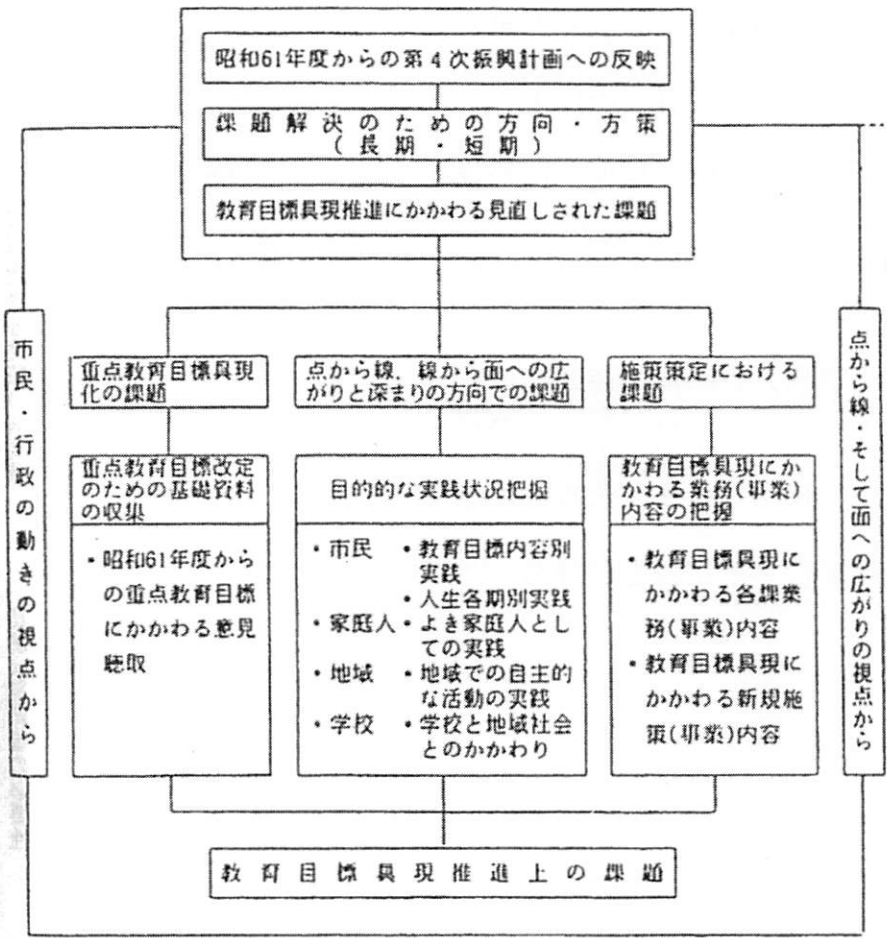 昭和61年度からの第4次振興計画への反映
課題解決のための方向・方策
(長期・短期)
教育目標具現推進にかかわる見直しされた課題
市民・行政の動きの視点から
重点教育目標具現
化の課題
点から線、線から面への広
がりと深まりの方向での課題
施策策定における
課題
点から線・そして面への広がりの視点から
重点教育目標改定
のための基礎資料
の収集
・昭和61年度から
の重点教育目標
にかかわる意見
聴取
目的的な実践状況把握
・市民 ・教育目標内容別
実践
・人生各期別実践
・家庭人・よき家庭人とし
ての実践
・地域 ・地域での自主的
な活動の実践
・学校 ・学校と地域社会
とのかかわり
教育目標具現にか
かわる業務(事業)
内容の把握
・教育目標具現に
かかわる各課業
務(事業)内容
・教育目標具現に
かかわる新規施
策(事業)内容
教育目標具現推進上の課題